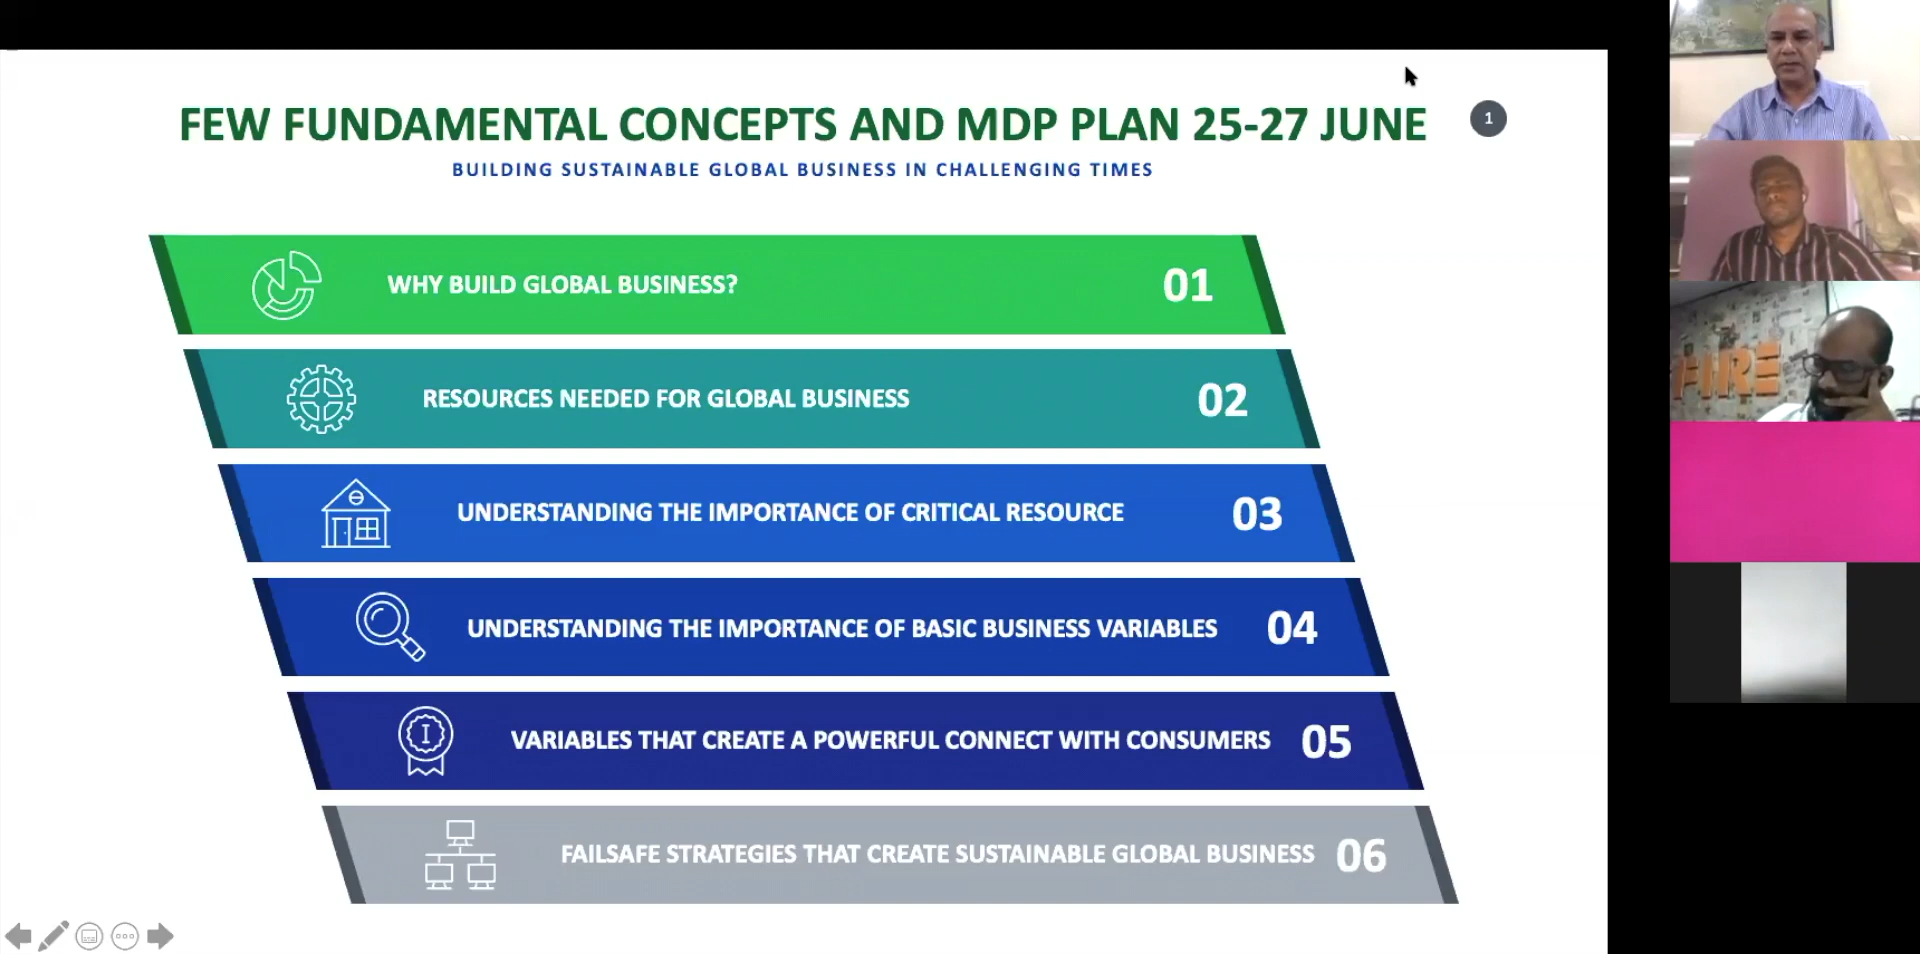 FEW FUNDAMENTAL CONCEPTS AND MDP PLAN 25-27 JUNE
1
BUILDING SUSTAINABLE GLOBAL BUSINESS IN CHALLENGING TIMES
WHY BUILD GLOBAL BUSINESS? 01
RESOURCES NEEDED FOR GLOBAL BUSINESS 02
UNDERSTANDING THE IMPORTANCE OF CRITICAL RESOURCE 03
UNDERSTANDING THE IMPORTANCE OF BASIC BUSINESS VARIABLES 04
I
VARIABLES THAT CREATE A POWERFUL CONNECT WITH CONSUMERS 05
FAILSAFE STRATEGIES THAT CREATE SUSTAINABLE GLOBAL BUSINESS 06
FIRE